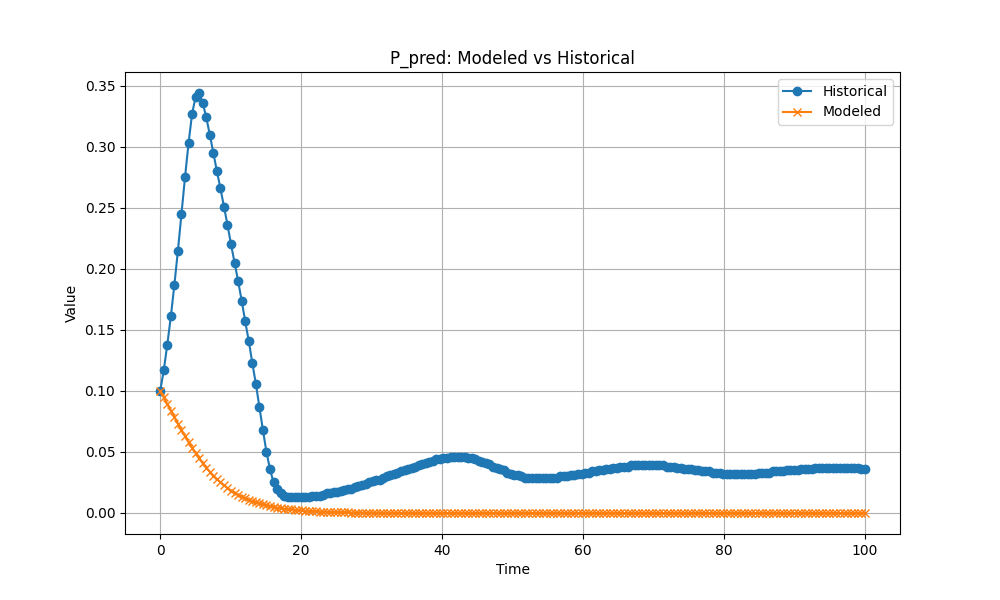 P_pred: Modeled vs Historical
Historical
Modeled
Value
0.35
0.30
0.25
0.20
0.15
0.10
0.05
0.00
0 20 40 60 80 100
Time